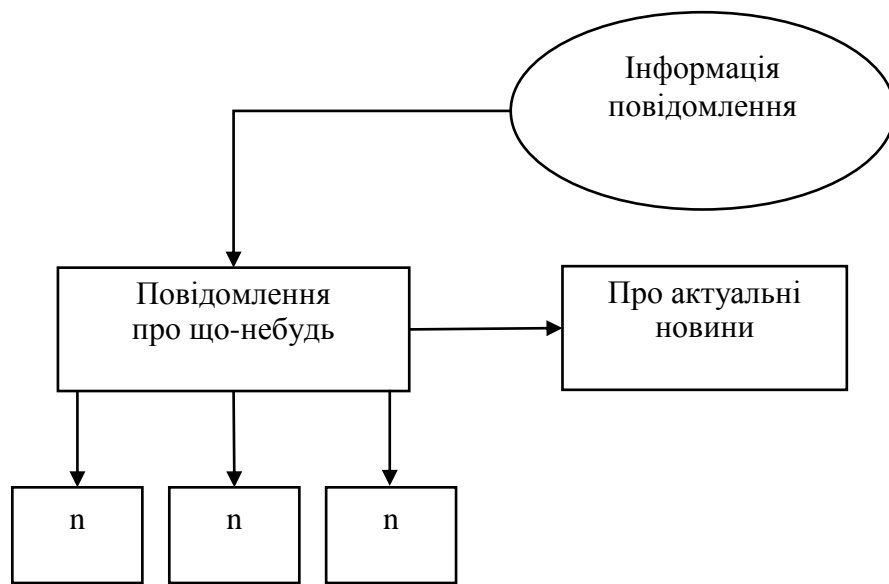 Інформація
повідомлення
Повідомлення
про що-небудь
Про актуальні
новини
n
n
n